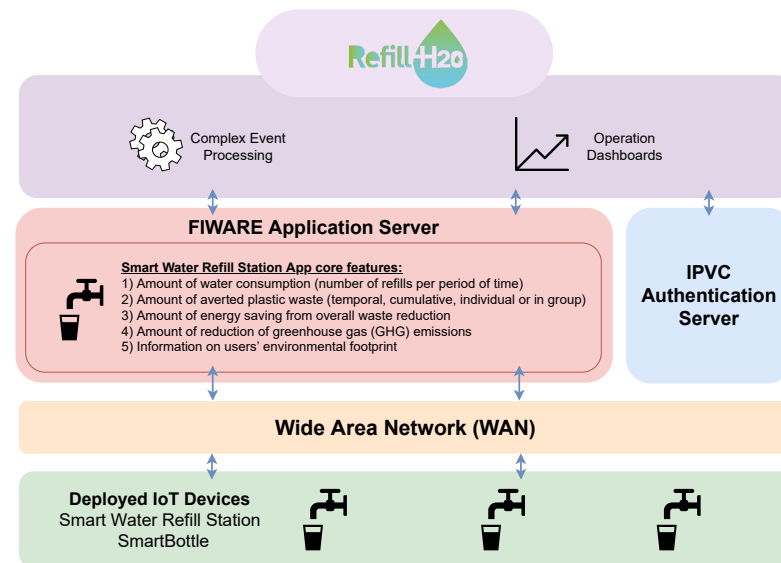 Refill H20
Complex Event
Processing
Operation
Dashboards
FIWARE Application Server
Smart Water Refill Station App core features:
1) Amount of water consumption (number of refills per period of time)
2) Amount of averted plastic waste (temporal, cumulative, individual or in group)
3) Amount of energy saving from overall waste reduction
4) Amount of reduction of greenhouse gas (GHG) emissions
5) Information on users' environmental footprint
IPVC
Authentication
Server
Wide Area Network (WAN)
Deployed IoT Devices
Smart Water Refill Station
SmartBottle